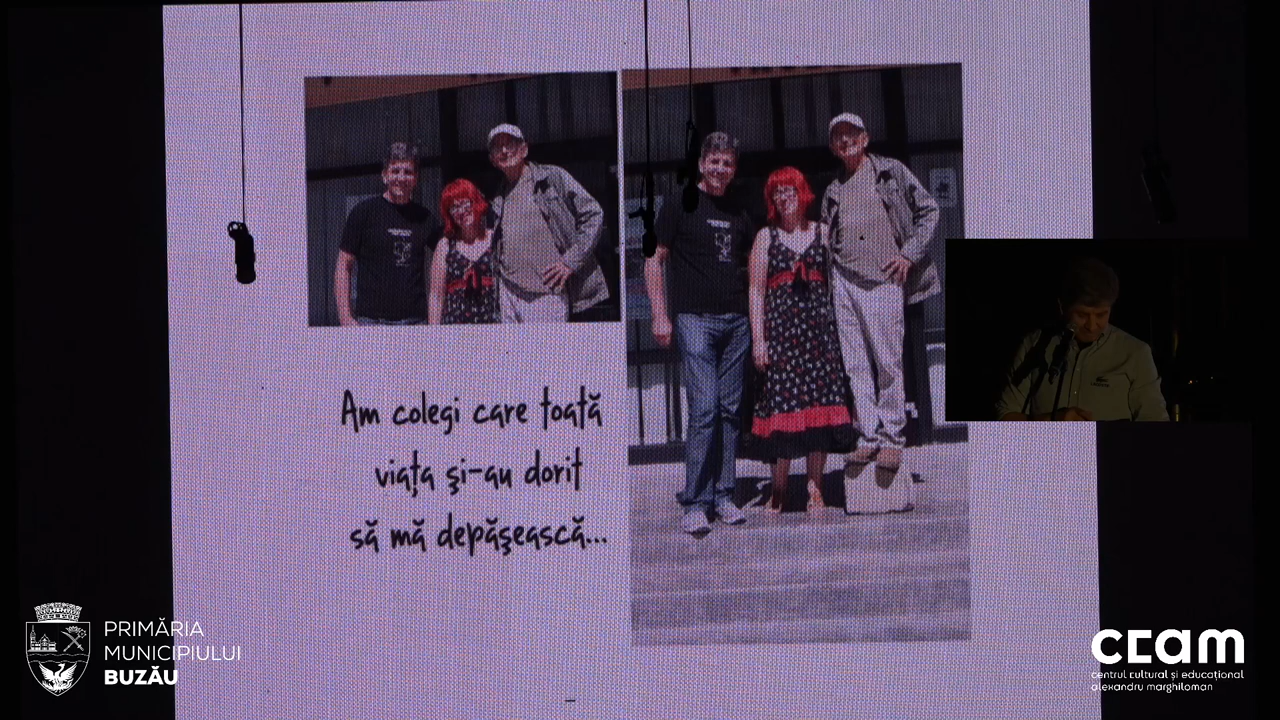 Am colegi care toată
viața și-au dorit
să mă depășească...
PRIMĂRIA
MUNICIPIULUI
BUZĂU
CEAM
centrul cultural și educațional
alexandru marghiloman